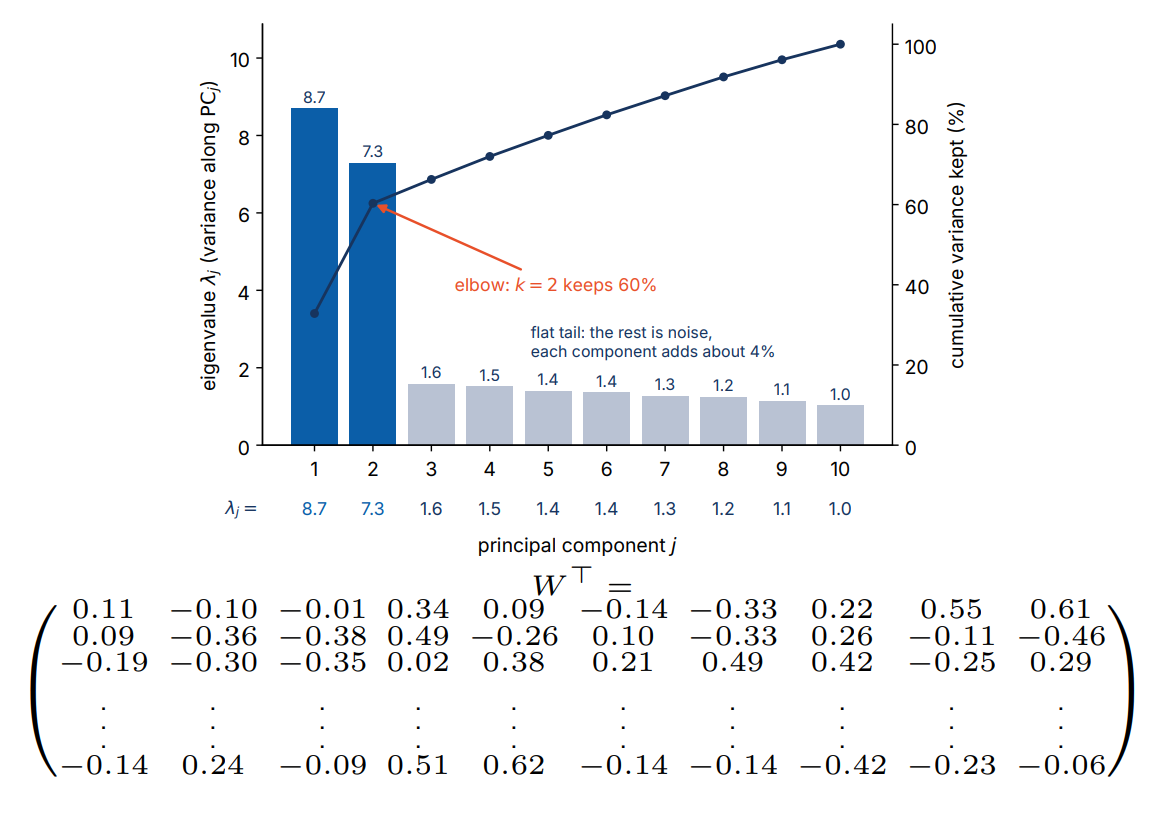 eigenvalue λⱼ (variance along PCⱼ)
10
8
6
4
2
0
100
80
60
40
20
0
cumulative variance kept (%)
8.7
7.3
1.6
1.5
1.4
1.4
1.3
1.2
1.1
1.0
elbow: k = 2 keeps 60%
flat tail: the rest is noise,
each component adds about 4%
1 2 3 4 5 6 7 8 9 10
λⱼ = 8.7 7.3 1.6 1.5 1.4 1.4 1.3 1.2 1.1 1.0
principal component j
W⊤ =
0.11 −0.10 −0.01 0.34 0.09 −0.14 −0.33 0.22 0.55 0.61
0.09 −0.36 −0.38 0.49 −0.26 0.10 −0.33 0.26 −0.11 −0.46
−0.19 −0.30 −0.35 0.02 0.38 0.21 0.49 0.42 −0.25 0.29
⋮ ⋮ ⋮ ⋮ ⋮ ⋮ ⋮ ⋮ ⋮ ⋮
−0.14 0.24 −0.09 0.51 0.62 −0.14 −0.14 −0.42 −0.23 −0.06